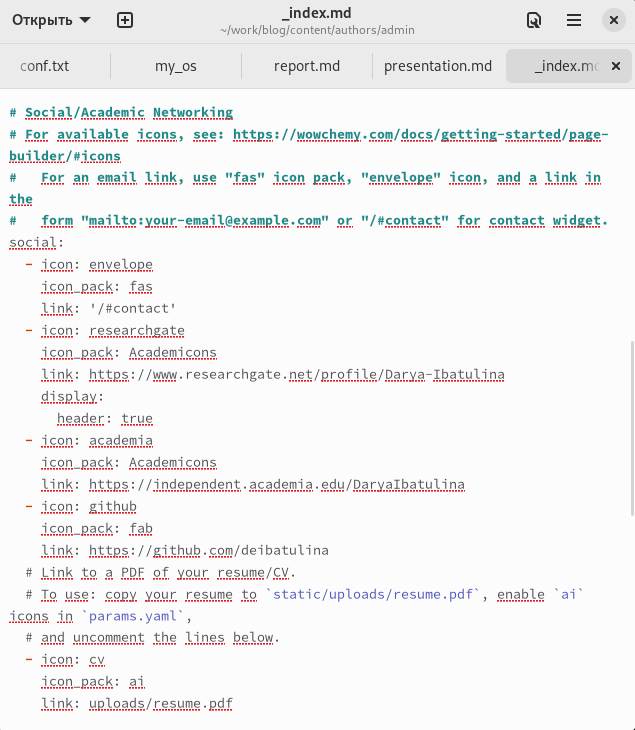 Открыть
_index.md
~/work/blog/content/authors/admin
conf.txt
my_os
report.md
presentation.md
_index.md
# Social/Academic Networking
# For available icons, see: https://wowchemy.com/docs/getting-started/page-
builder/#icons
#   For an email link, use "fas" icon pack, "envelope" icon, and a link in
the
#   form "mailto:your-email@example.com" or "/#contact" for contact widget.
social:
  - icon: envelope
    icon_pack: fas
    link: '/#contact'
  - icon: researchgate
    icon_pack: Academicons
    link: https://www.researchgate.net/profile/Darya-Ibatulina
    display:
      header: true
  - icon: academia
    icon_pack: Academicons
    link: https://independent.academia.edu/DaryaIbatulina
  - icon: github
    icon_pack: fab
    link: https://github.com/deibatulina
  # Link to a PDF of your resume/CV.
  # To use: copy your resume to `static/uploads/resume.pdf`, enable `ai`
icons in `params.yaml`,
  # and uncomment the lines below.
  - icon: cv
    icon_pack: ai
    link: uploads/resume.pdf